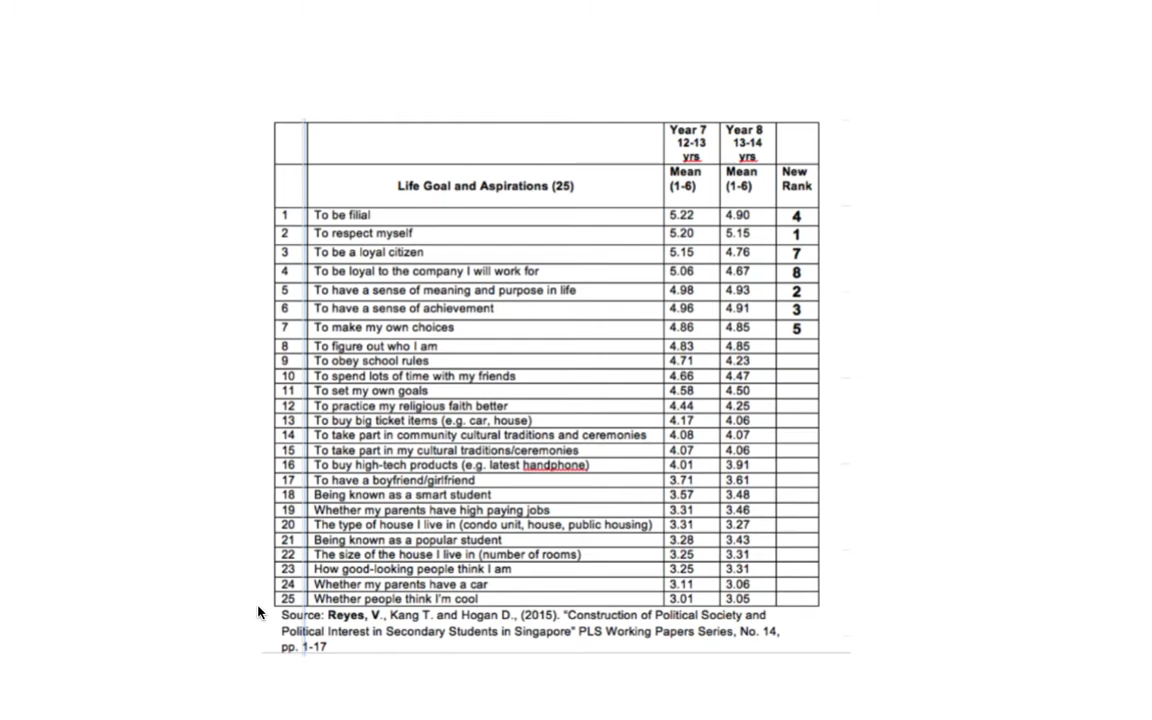 Year 7 Year 8
12-13 13-14
yrs yrs
Mean Mean New
Life Goal and Aspirations (25) (1-6) (1-6) Rank
1 To be filial 5.22 4.90 4
2 To respect myself 5.20 5.15 1
3 To be a loyal citizen 5.15 4.76 7
4 To be loyal to the company I will work for 5.06 4.67 8
5 To have a sense of meaning and purpose in life 4.98 4.93 2
6 To have a sense of achievement 4.96 4.91 3
7 To make my own choices 4.86 4.85 5
8 To figure out who I am 4.83 4.85
9 To obey school rules 4.71 4.23
10 To spend lots of time with my friends 4.66 4.47
11 To set my own goals 4.58 4.50
12 To practice my religious faith better 4.44 4.25
13 To buy big ticket items (e.g. car, house) 4.17 4.06
14 To take part in community cultural traditions and ceremonies 4.08 4.07
15 To take part in my cultural traditions/ceremonies 4.07 4.06
16 To buy high-tech products (e.g. latest handphone) 4.01 3.91
17 To have a boyfriend/girlfriend 3.71 3.61
18 Being known as a smart student 3.57 3.48
19 Whether my parents have high paying jobs 3.31 3.46
20 The type of house I live in (condo unit, house, public housing) 3.31 3.27
21 Being known as a popular student 3.28 3.43
22 The size of the house I live in (number of rooms) 3.25 3.31
23 How good-looking people think I am 3.25 3.31
24 Whether my parents have a car 3.11 3.06
25 Whether people think I'm cool 3.01 3.05
Source: Reyes, V., Kang T. and Hogan D., (2015). "Construction of Political Society and
Political Interest in Secondary Students in Singapore" PLS Working Papers Series, No. 14,
pp. 1-17